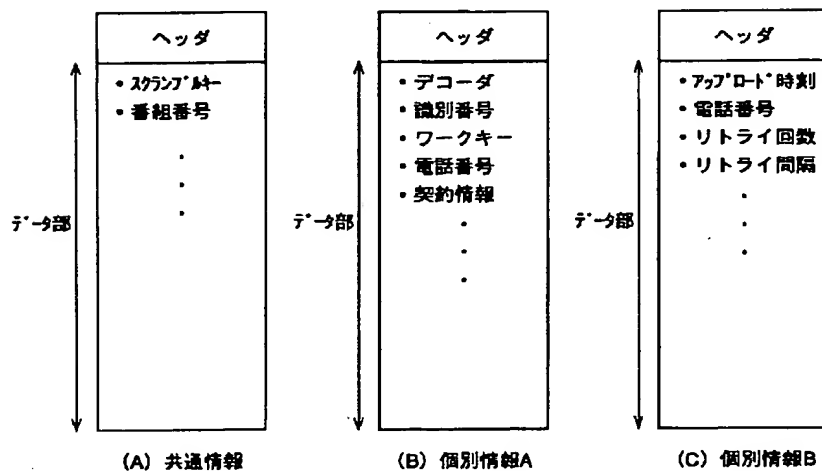 ヘッダ
・スクランブルキー
・番組番号
データ部
(A) 共通情報
ヘッダ
・デコーダ
・識別番号
・ワークキー
・電話番号
・契約情報
データ部
(B) 個別情報A
ヘッダ
・アップロード時刻
・電話番号
・リトライ回数
・リトライ間隔
データ部
(C) 個別情報B